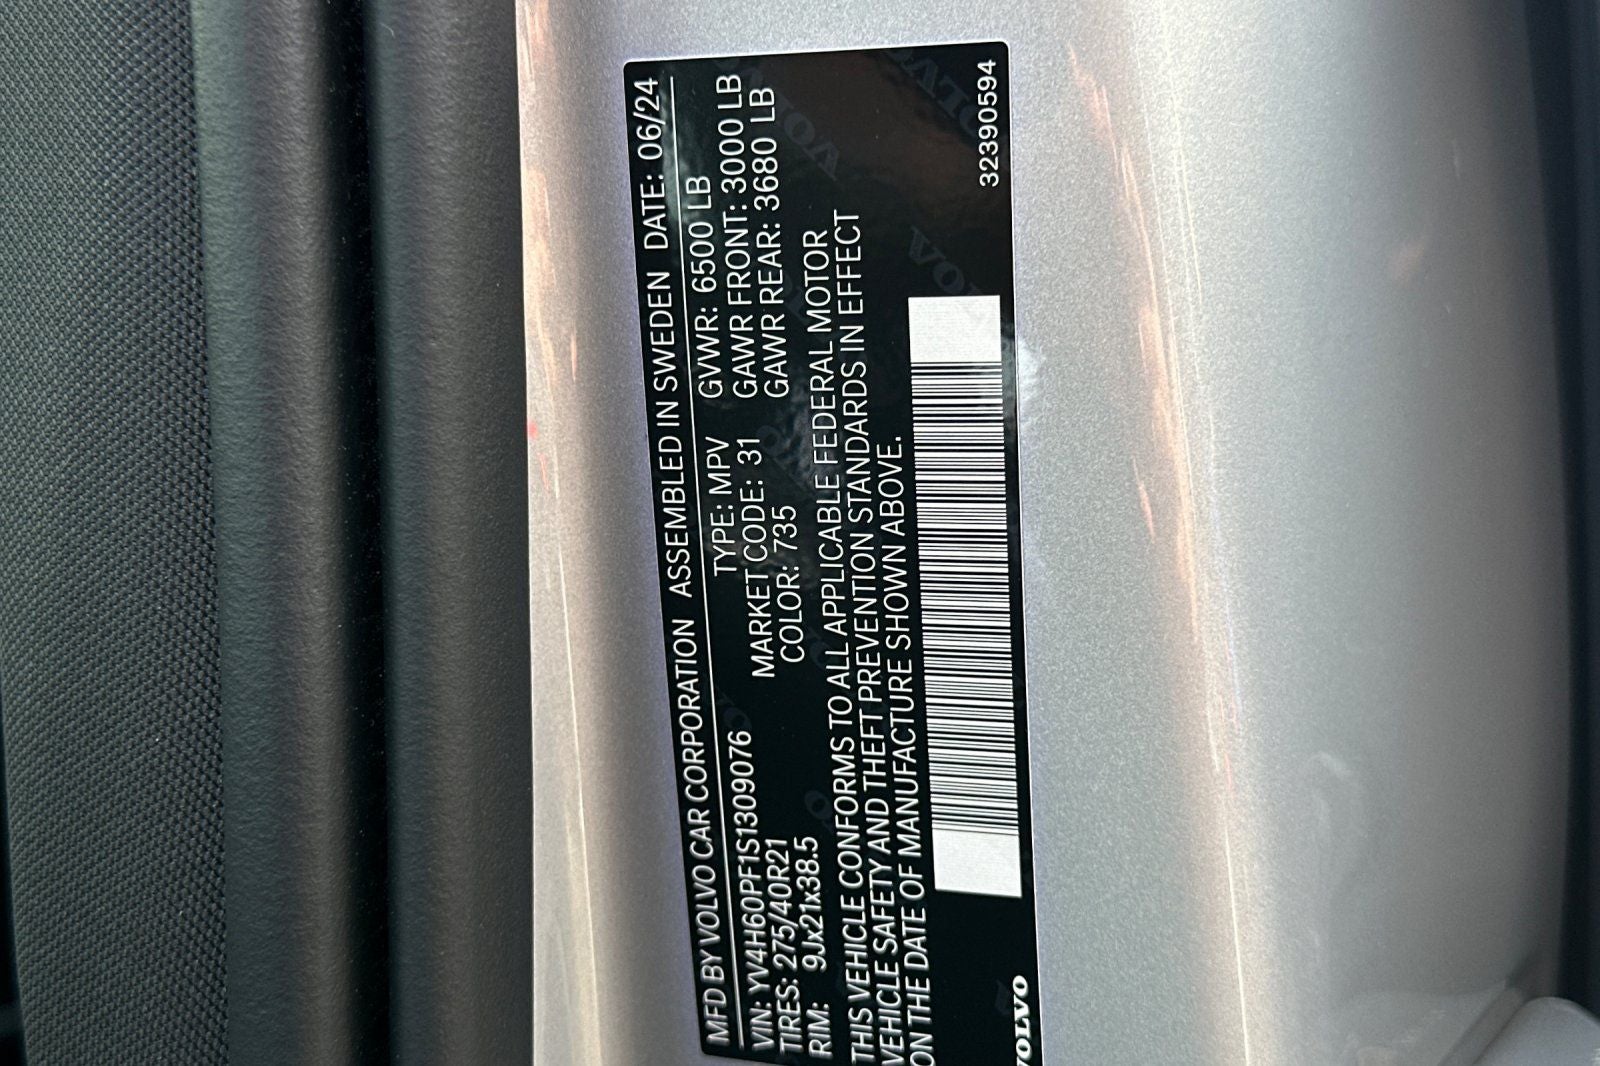 MFD BY VOLVO CAR CORPORATION ASSEMBLED IN SWEDEN DATE: 06/24
VIN: YV4H60PF1S1309076 TYPE: MPV GVWR: 6500 LB
TIRES: 275/40R21 MARKET CODE: 31 GAWR FRONT: 3000 LB
RIM: 9Jx21x38.5 COLOR: 735 GAWR REAR: 3680 LB
THIS VEHICLE CONFORMS TO ALL APPLICABLE FEDERAL MOTOR
VEHICLE SAFETY AND THEFT PREVENTION STANDARDS IN EFFECT
ON THE DATE OF MANUFACTURE SHOWN ABOVE.
VOLVO 32390594